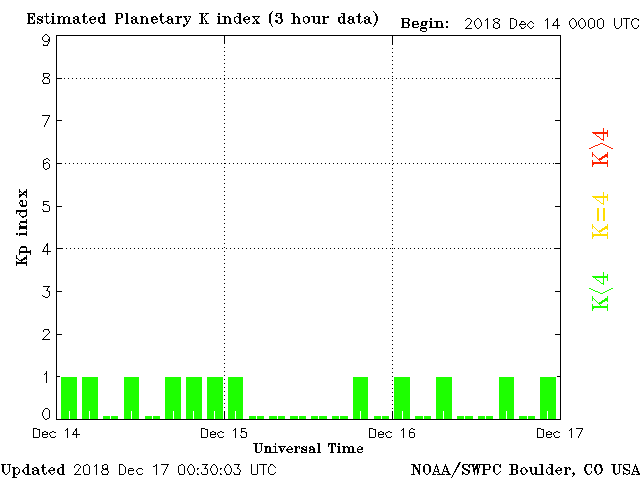 Estimated Planetary K index (3 hour data) Begin: 2018 Dec 14 0000 UTC
9
8
7
6
5
4
3
2
1
0
Kp index
K>4
K=4
K<4
Dec 14 Dec 15 Dec 16 Dec 17
Universal Time
Updated 2018 Dec 17 00:30:03 UTC NOAA/SWPC Boulder, CO USA